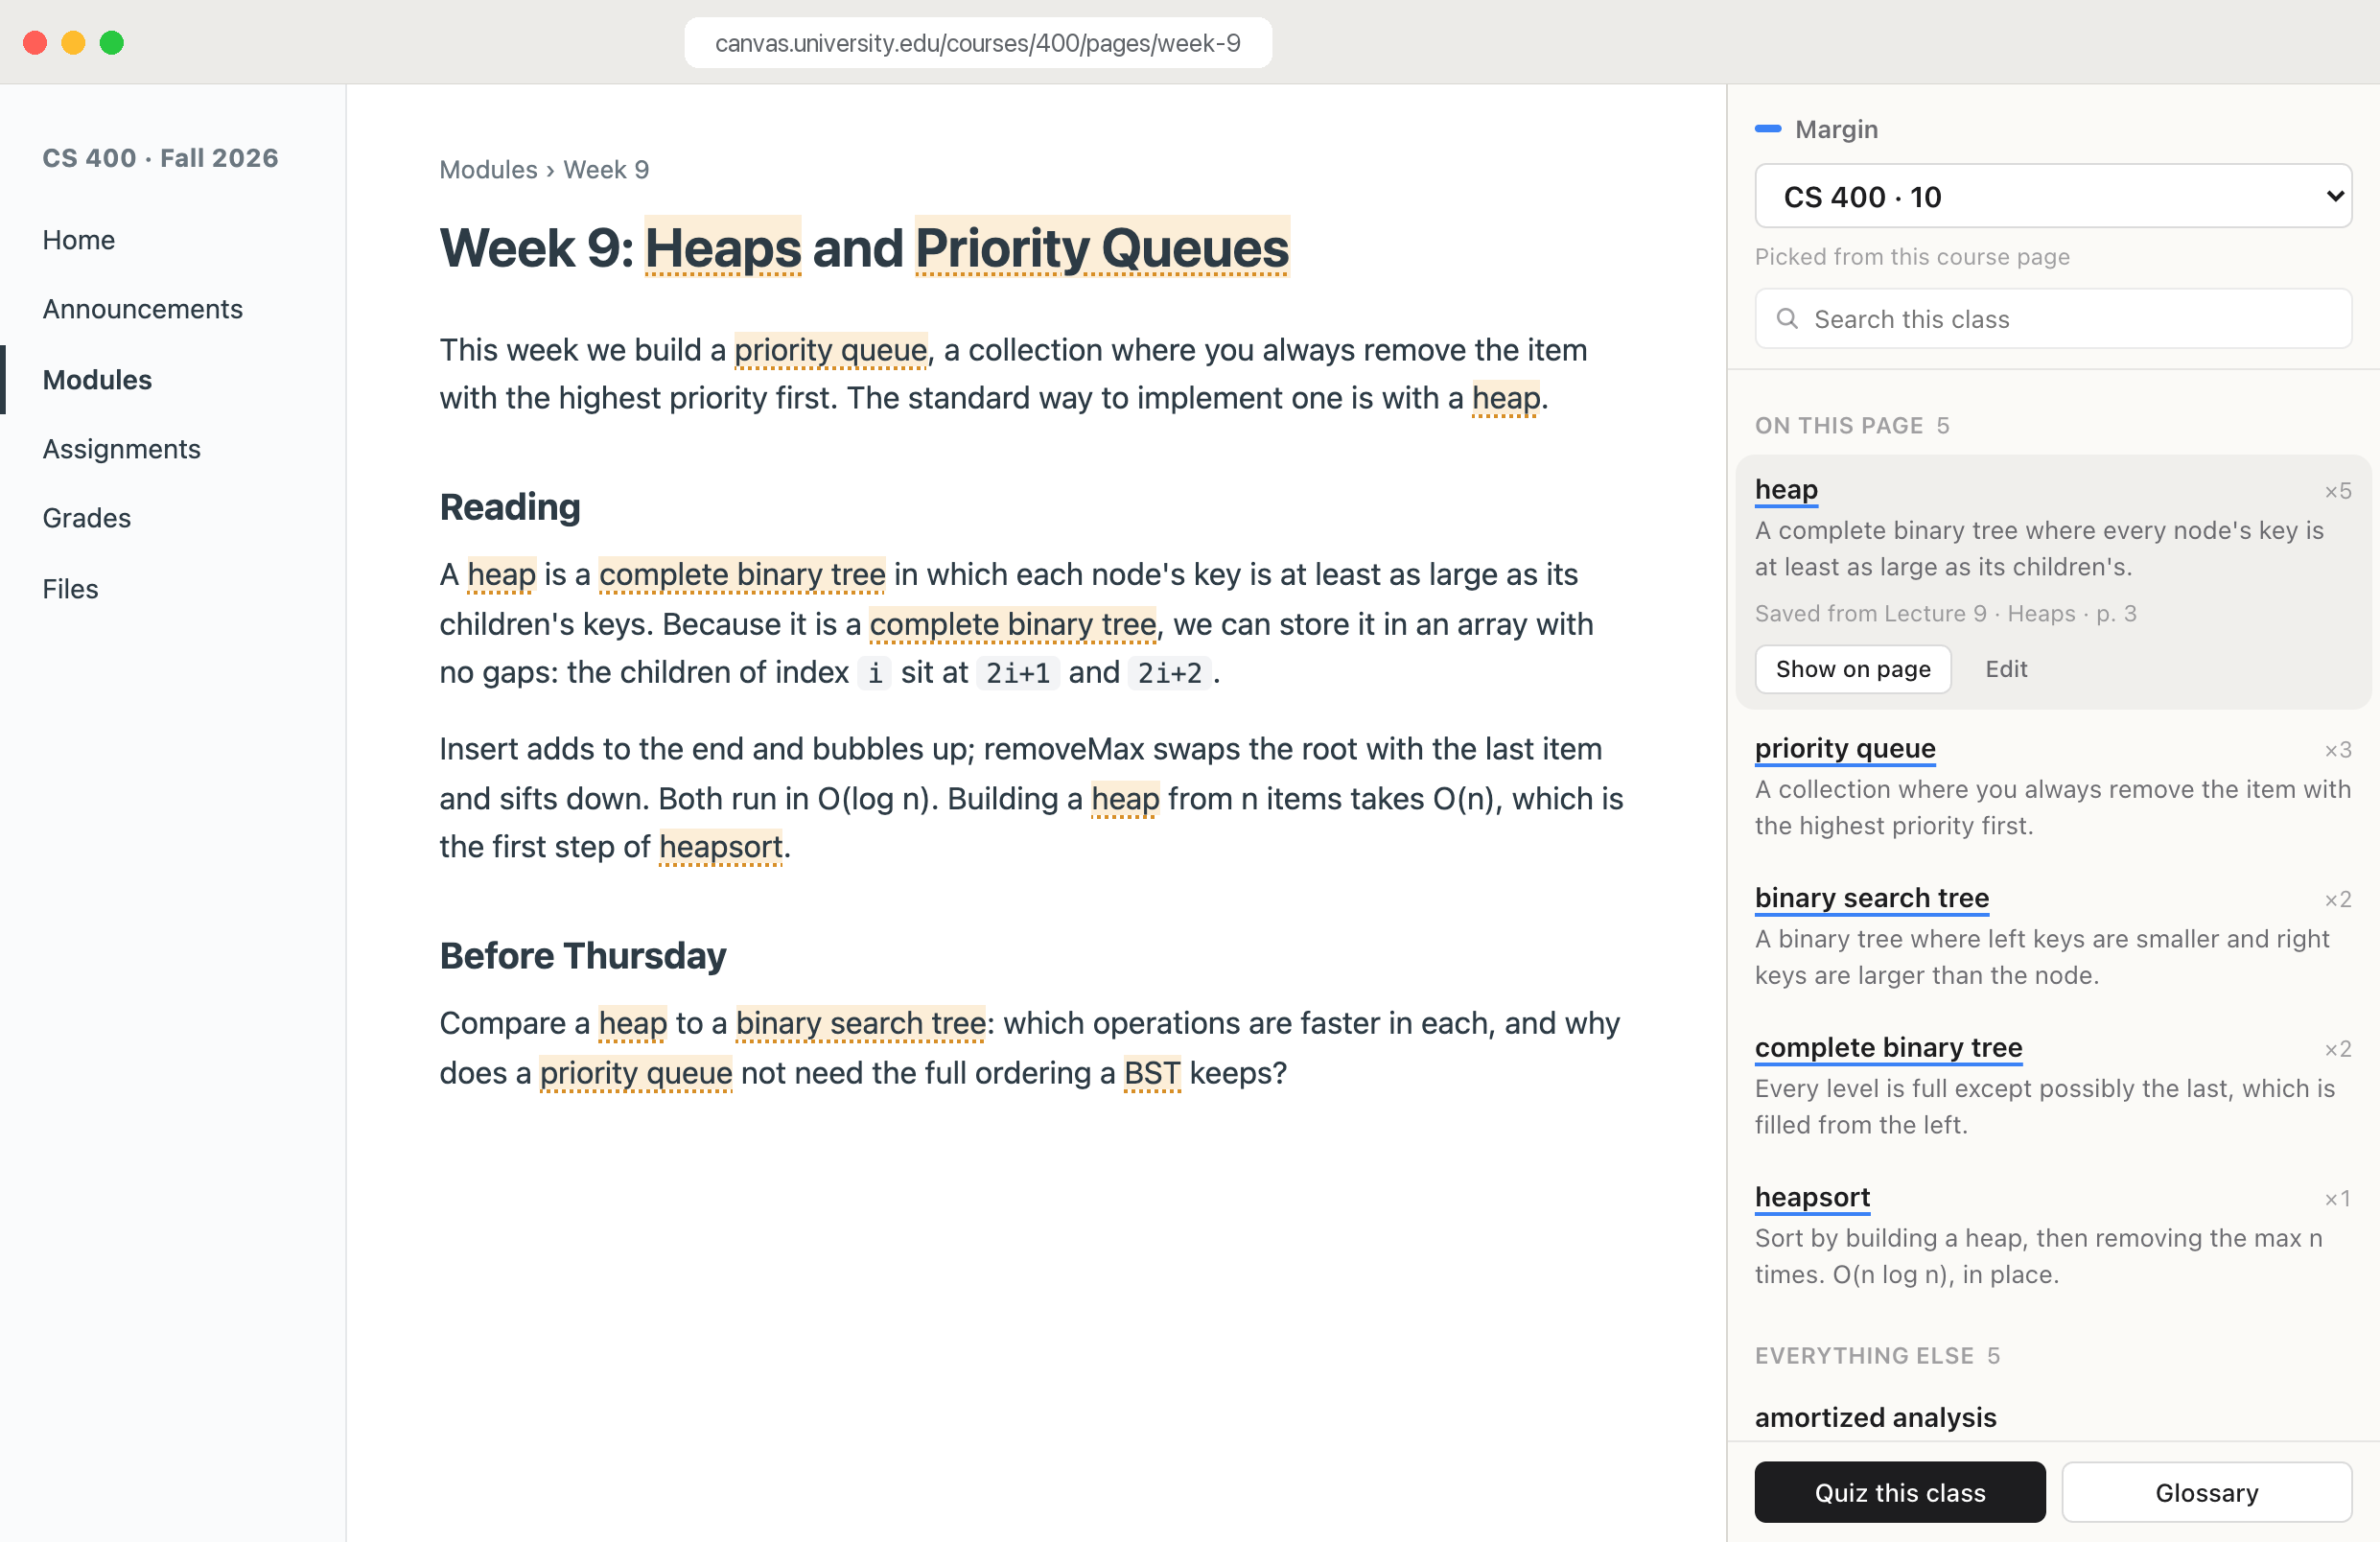 canvas.university.edu/courses/400/pages/week-9
CS 400 · Fall 2026
Home
Announcements
Modules
Assignments
Grades
Files
Modules › Week 9
Week 9: Heaps and Priority Queues
This week we build a priority queue, a collection where you always remove the item
with the highest priority first. The standard way to implement one is with a heap.
Reading
A heap is a complete binary tree in which each node's key is at least as large as its
children's keys. Because it is a complete binary tree, we can store it in an array with
no gaps: the children of index i sit at 2i+1 and 2i+2.
Insert adds to the end and bubbles up; removeMax swaps the root with the last item
and sifts down. Both run in O(log n). Building a heap from n items takes O(n), which is
the first step of heapsort.
Before Thursday
Compare a heap to a binary search tree: which operations are faster in each, and why
does a priority queue not need the full ordering a BST keeps?
Margin
CS 400 · 10
Picked from this course page
Search this class
ON THIS PAGE 5
heap ×5
A complete binary tree where every node's key is
at least as large as its children's.
Saved from Lecture 9 · Heaps · p. 3
Show on page Edit
priority queue ×3
A collection where you always remove the item with
the highest priority first.
binary search tree ×2
A binary tree where left keys are smaller and right
keys are larger than the node.
complete binary tree ×2
Every level is full except possibly the last, which is
filled from the left.
heapsort ×1
Sort by building a heap, then removing the max n
times. O(n log n), in place.
EVERYTHING ELSE 5
amortized analysis
Quiz this class Glossary